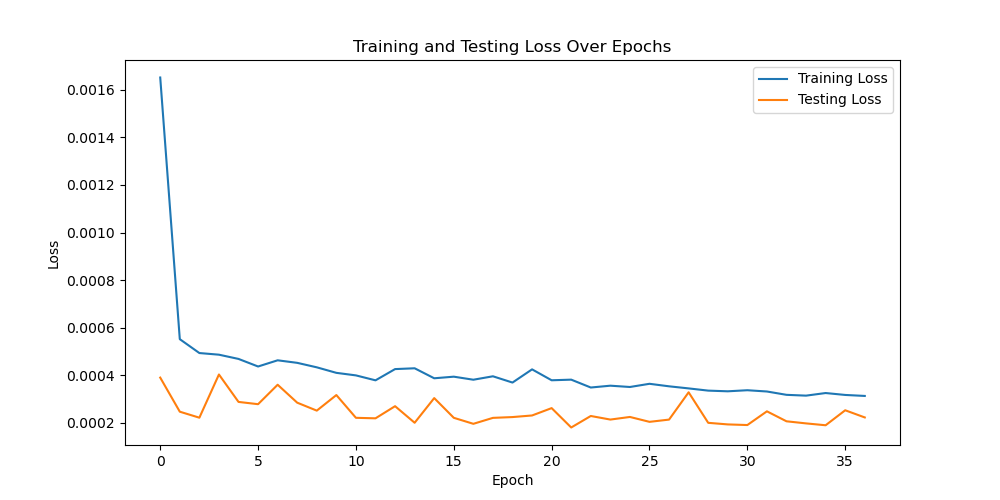 Training and Testing Loss Over Epochs
Training Loss
Testing Loss
0.0016
0.0014
0.0012
0.0010
0.0008
0.0006
0.0004
0.0002
Loss
0 5 10 15 20 25 30 35
Epoch